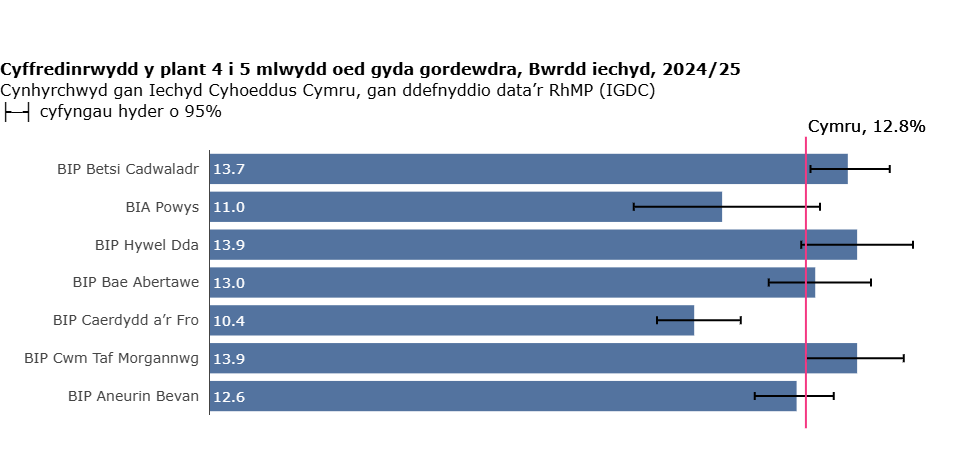 Cyffredinrwydd y plant 4 i 5 mlwydd oed gyda gordewdra, Bwrdd iechyd, 2024/25
Cynhyrchwyd gan Iechyd Cyhoeddus Cymru, gan ddefnyddio data’r RhMP (IGDC)
cyfyngau hyder o 95%
Cymru, 12.8%
BIP Betsi Cadwaladr 13.7
BIA Powys 11.0
BIP Hywel Dda 13.9
BIP Bae Abertawe 13.0
BIP Caerdydd a’r Fro 10.4
BIP Cwm Taf Morgannwg 13.9
BIP Aneurin Bevan 12.6